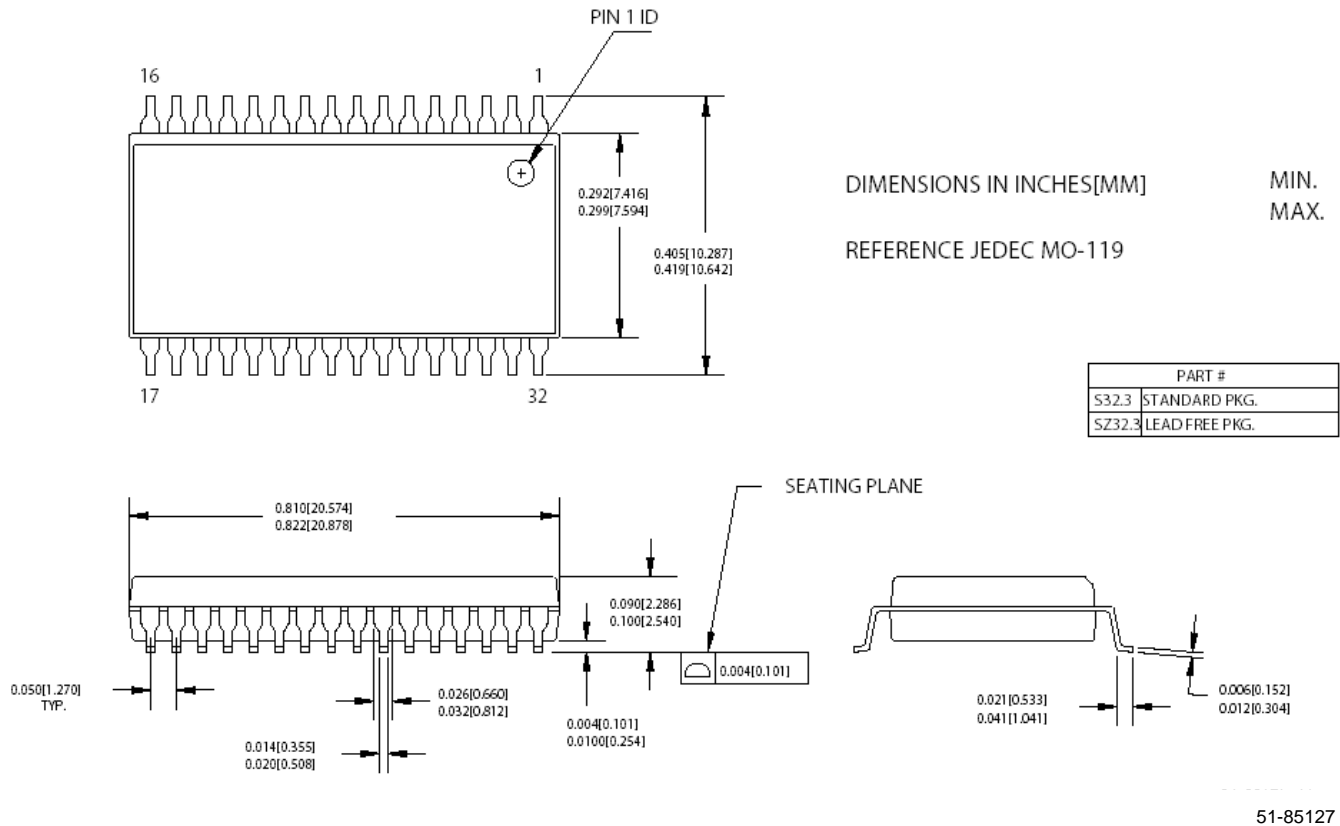 PIN 1 ID
16
1
0.292[7.416]
0.299[7.594]
0.405[10.287]
0.419[10.642]
DIMENSIONS IN INCHES[MM]
MIN.
MAX.
REFERENCE JEDEC MO-119
17
32
PART #
S32.3 STANDARD PKG.
SZ32.3 LEAD FREE PKG.
SEATING PLANE
0.810[20.574]
0.822[20.878]
0.090[2.286]
0.100[2.540]
0.004[0.101]
0.050[1.270]
TYP.
0.026[0.660]
0.032[0.812]
0.014[0.355]
0.020[0.508]
0.004[0.101]
0.0100[0.254]
0.021[0.533]
0.041[1.041]
0.006[0.152]
0.012[0.304]
51-85127